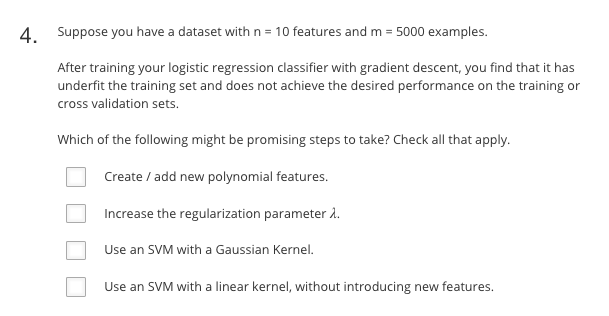 4. Suppose you have a dataset with n = 10 features and m = 5000 examples.
After training your logistic regression classifier with gradient descent, you find that it has
underfit the training set and does not achieve the desired performance on the training or
cross validation sets.
Which of the following might be promising steps to take? Check all that apply.
Create / add new polynomial features.
Increase the regularization parameter λ.
Use an SVM with a Gaussian Kernel.
Use an SVM with a linear kernel, without introducing new features.